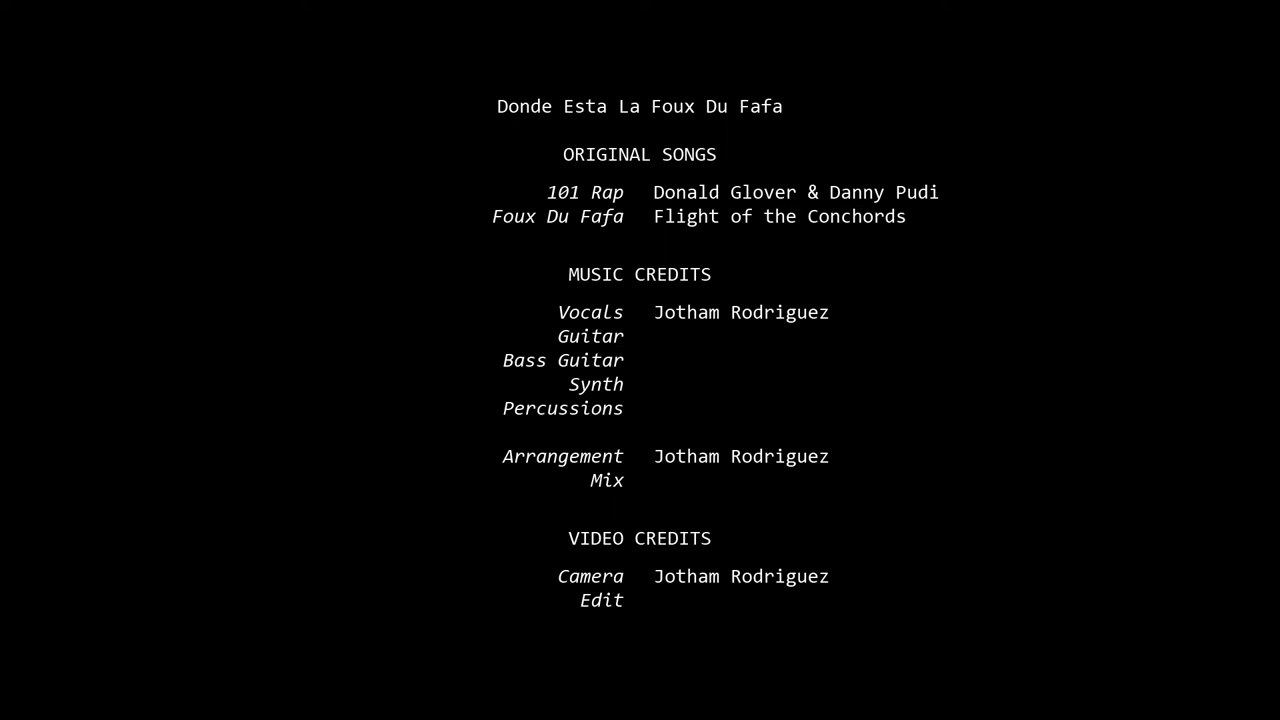 Donde Esta La Foux Du Fafa
ORIGINAL SONGS
101 Rap Donald Glover & Danny Pudi
Foux Du Fafa Flight of the Conchords
MUSIC CREDITS
Vocals Jotham Rodriguez
Guitar
Bass Guitar
Synth
Percussions
Arrangement Jotham Rodriguez
Mix
VIDEO CREDITS
Camera Jotham Rodriguez
Edit